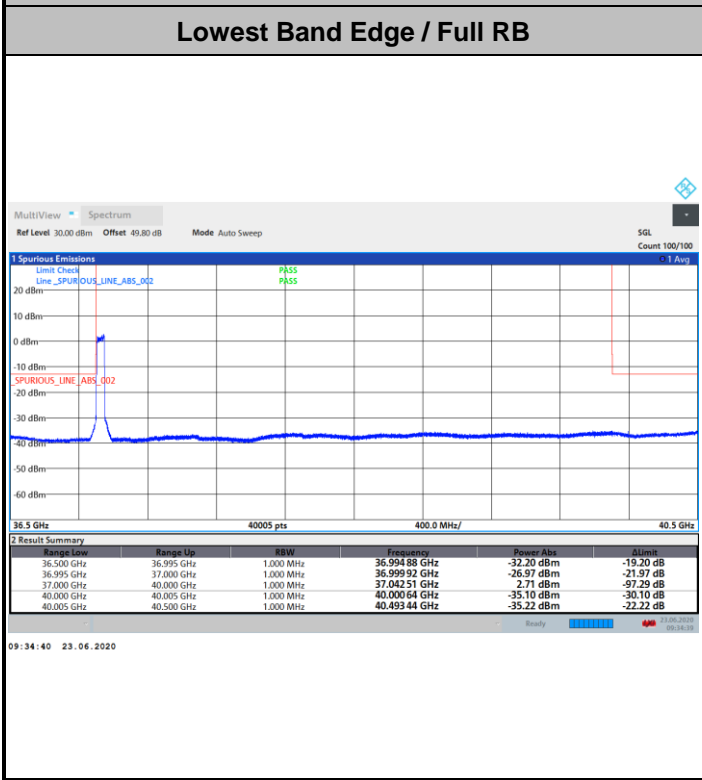 Lowest Band Edge / Full RB
MultiView Spectrum
Ref Level 30.00 dBm Offset 49.80 dB Mode Auto Sweep SGL
Count 100/100
1 Spurious Emissions 1 Avg
Limit Check PASS
Line _SPURIOUS_LINE_ABS_002 PASS
20 dBm
10 dBm
0 dBm
-10 dBm
_SPURIOUS_LINE_ABS_002
-20 dBm
-30 dBm
-40 dBm
-50 dBm
-60 dBm
36.5 GHz 40005 pts 400.0 MHz/ 40.5 GHz
2 Result Summary
Range Low Range Up RBW Frequency Power Abs ΔLimit
36.500 GHz 36.995 GHz 1.000 MHz 36.994 88 GHz -32.20 dBm -19.20 dB
36.995 GHz 37.000 GHz 1.000 MHz 36.999 92 GHz -26.97 dBm -21.97 dB
37.000 GHz 40.000 GHz 1.000 MHz 37.042 51 GHz 2.71 dBm -97.29 dB
40.000 GHz 40.005 GHz 1.000 MHz 40.000 64 GHz -35.10 dBm -30.10 dB
40.005 GHz 40.500 GHz 1.000 MHz 40.493 44 GHz -35.22 dBm -22.22 dB
Ready 23.06.2020
09:34:39
09:34:40 23.06.2020